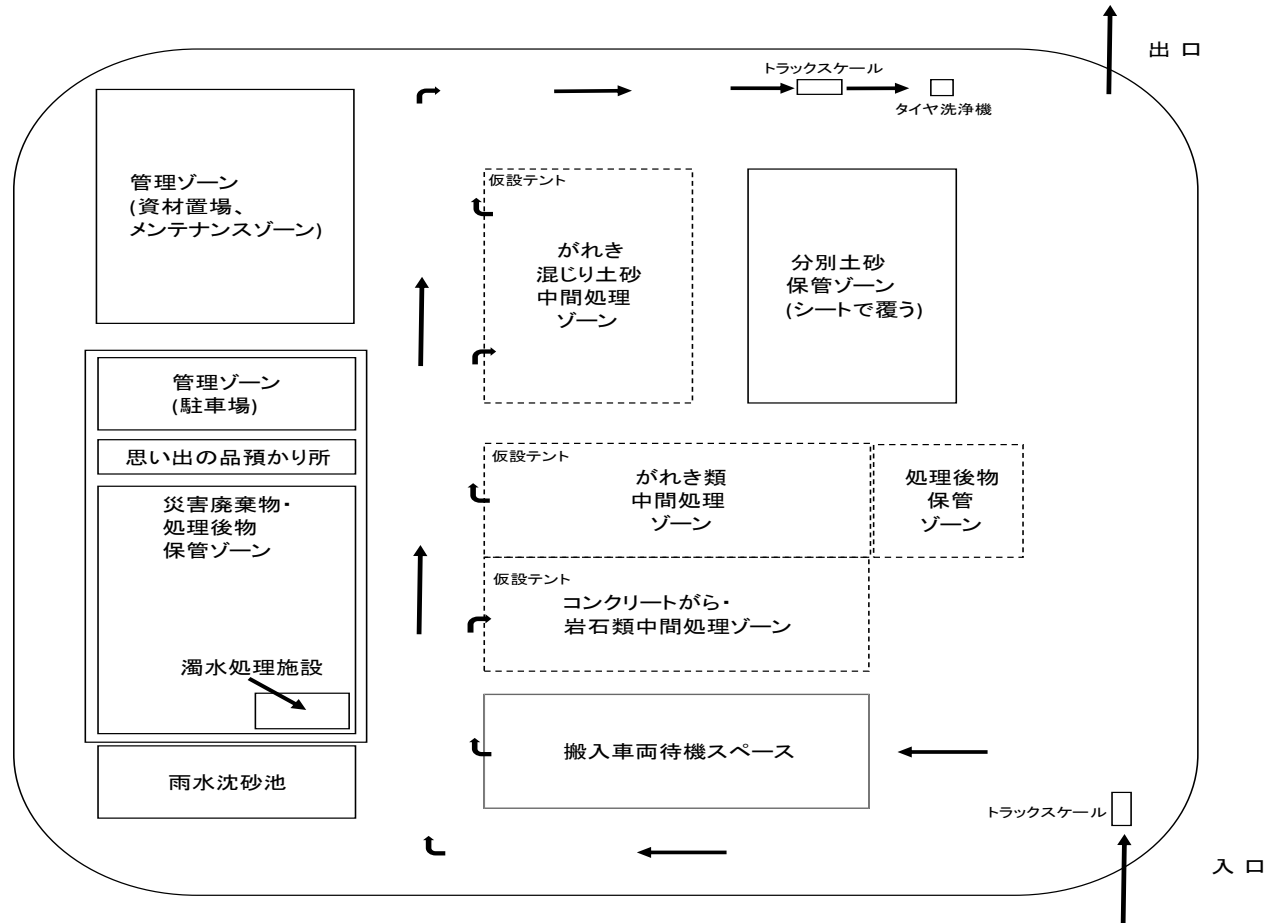 出 口
トラックスケール
タイヤ洗浄機
管理ゾーン
(資材置場、
メンテナンスゾーン)
仮設テント
がれき
混じり土砂
中間処理
ゾーン
分別土砂
保管ゾーン
(シートで覆う)
管理ゾーン
(駐車場)
思い出の品預かり所
災害廃棄物・
処理後物
保管ゾーン
濁水処理施設
雨水沈砂池
仮設テント
がれき類
中間処理
ゾーン
処理後物
保管
ゾーン
仮設テント
コンクリートがら・
岩石類中間処理ゾーン
搬入車両待機スペース
トラックスケール
入 口